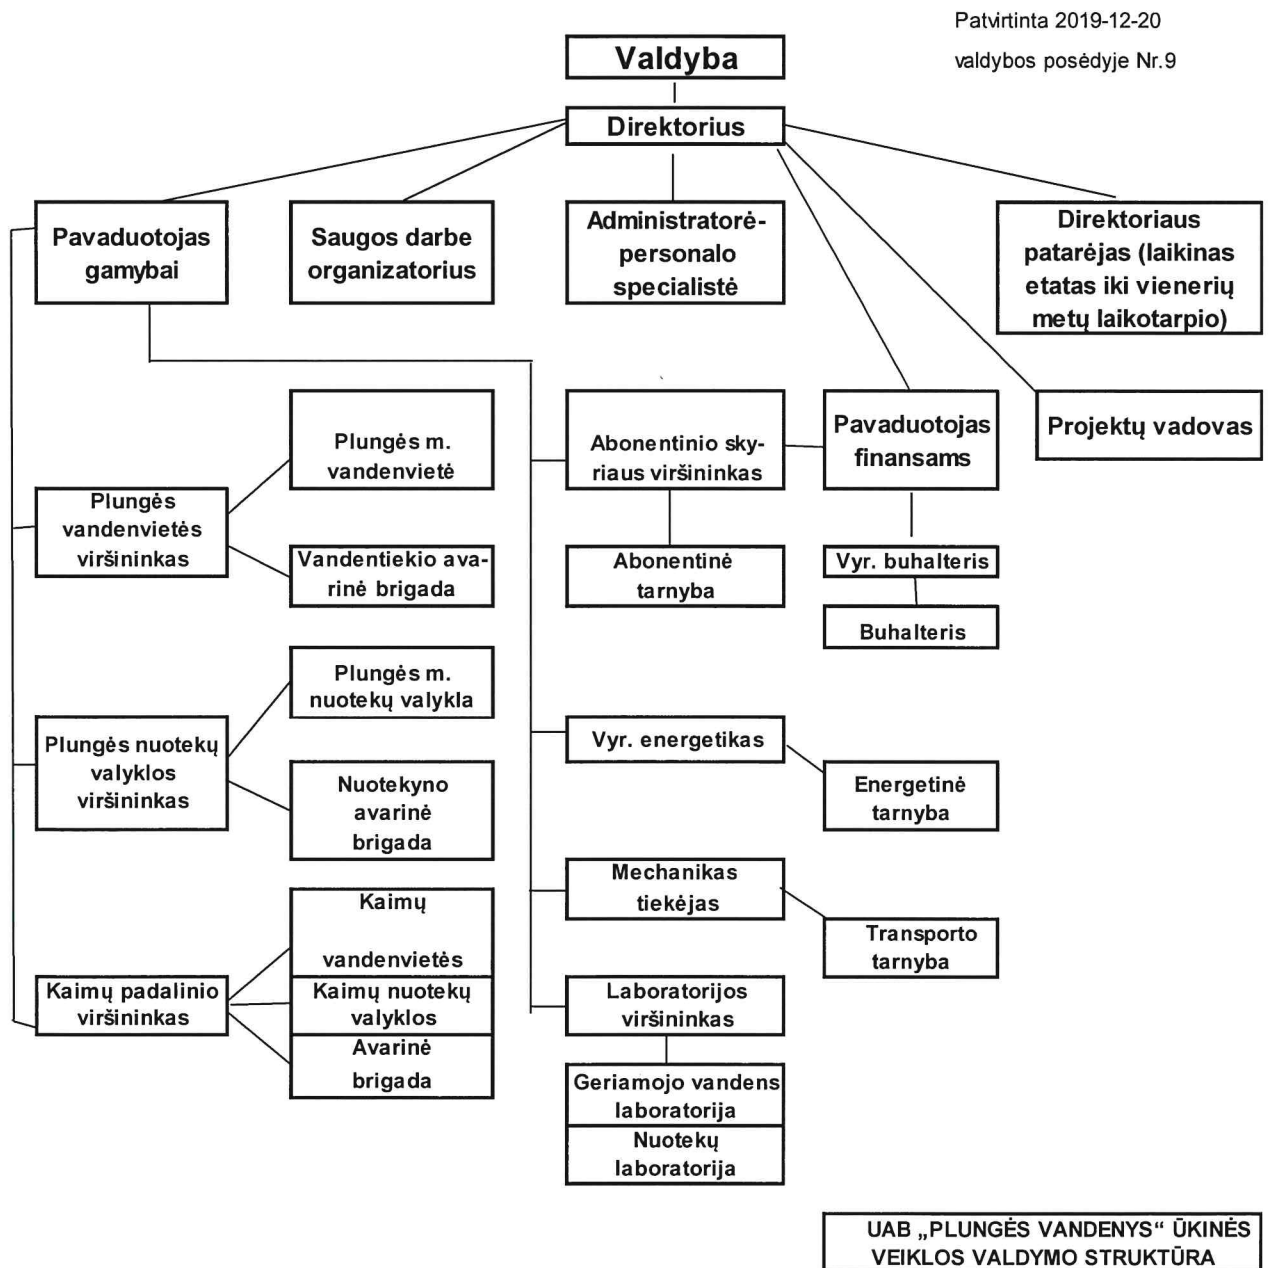 Patvirtinta 2019-12-20
valdybos posėdyje Nr.9
Valdyba
Direktorius
Pavaduotojas
gamybai
Saugos darbe
organizatorius
Administratorė-
personalo
specialistė
Direktoriaus
patarėjas (laikinas
etatas iki vienerių
metų laikotarpio)
Plungės m.
vandenvietė
Abonentinio sky-
riaus viršininkas
Pavaduotojas
finansams
Projektų vadovas
Plungės
vandenvietės
viršininkas
Vandentiekio ava-
rinė brigada
Abonentinė
tarnyba
Vyr. buhalteris
Buhalteris
Plungės m.
nuotekų valykla
Plungės nuotekų
valyklos
viršininkas
Vyr. energetikas
Nuotekyno
avarinė
brigada
Energetinė
tarnyba
Mechanikas
tiekėjas
Transporto
tarnyba
Kaimų
vandenvietės
Kaimų padalinio
viršininkas
Kaimų nuotekų
valyklos
Avarinė
brigada
Laboratorijos
viršininkas
Geriamojo vandens
laboratorija
Nuotekų
laboratorija
UAB „PLUNGĖS VANDENYS“ ŪKINĖS
VEIKLOS VALDYMO STRUKTŪRA